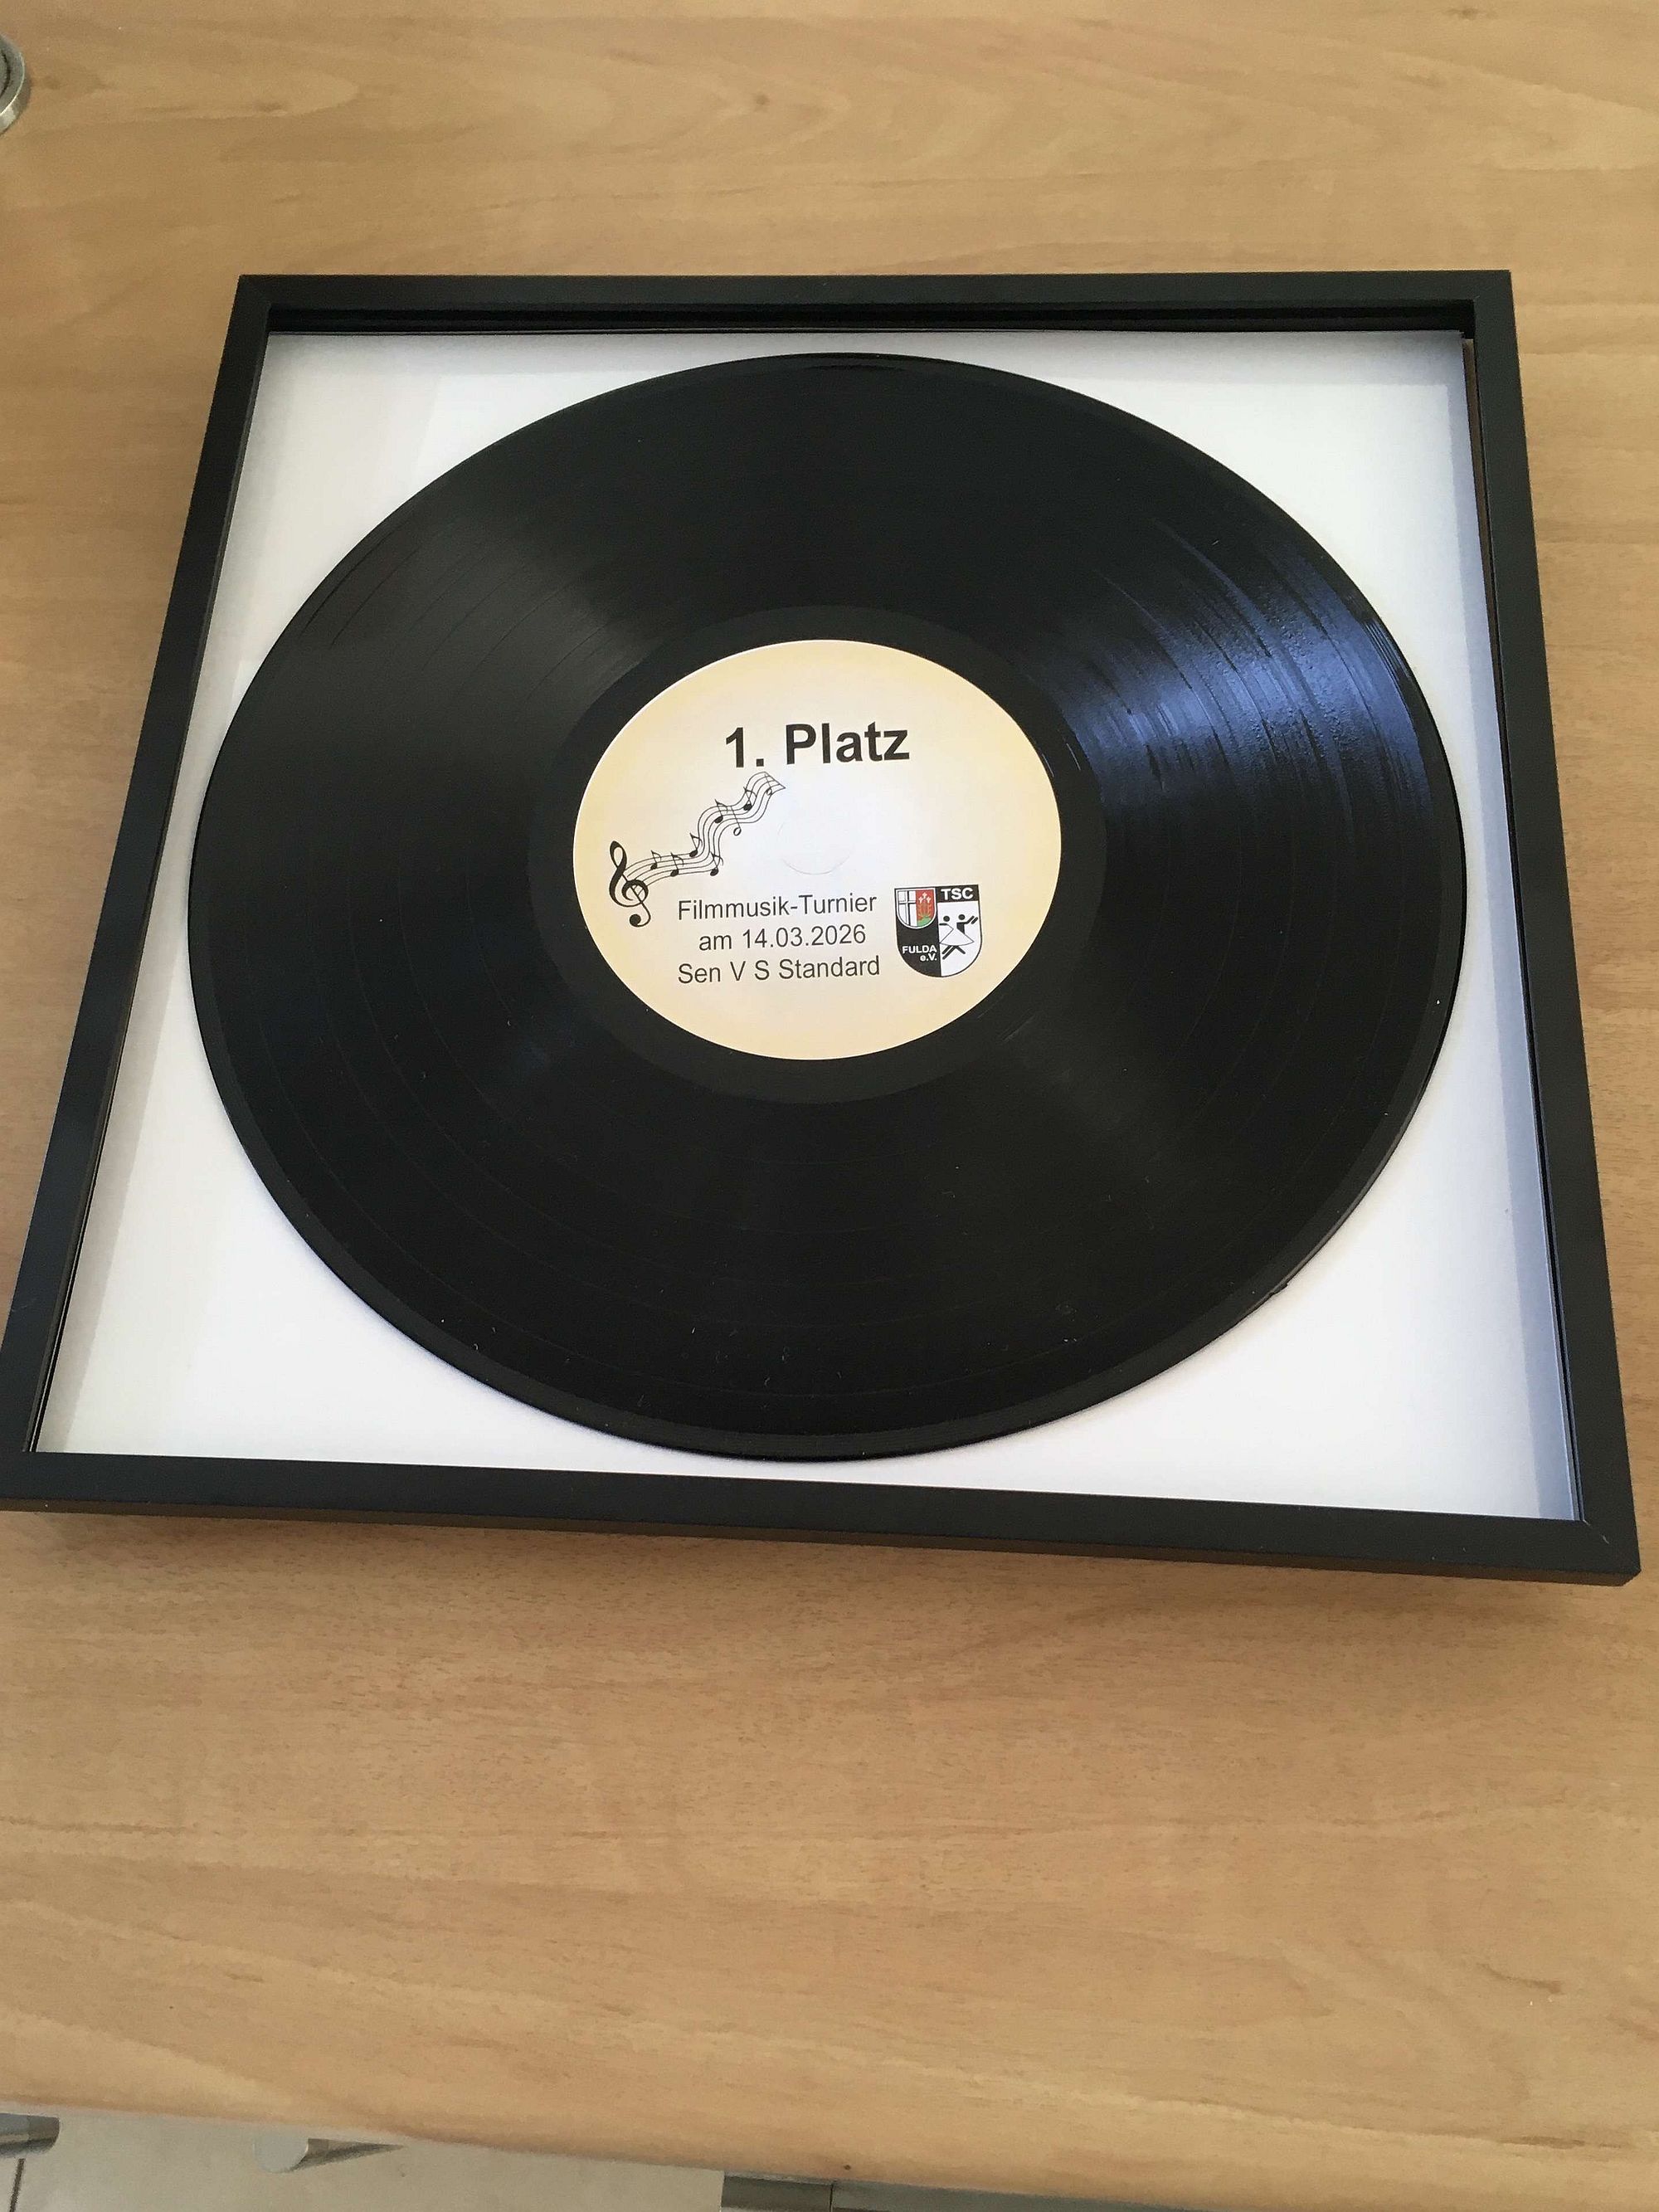 1. Platz
Filmmusik-Turnier
am 14.03.2026
Sen V S Standard
TSC
FULDA
e.V.